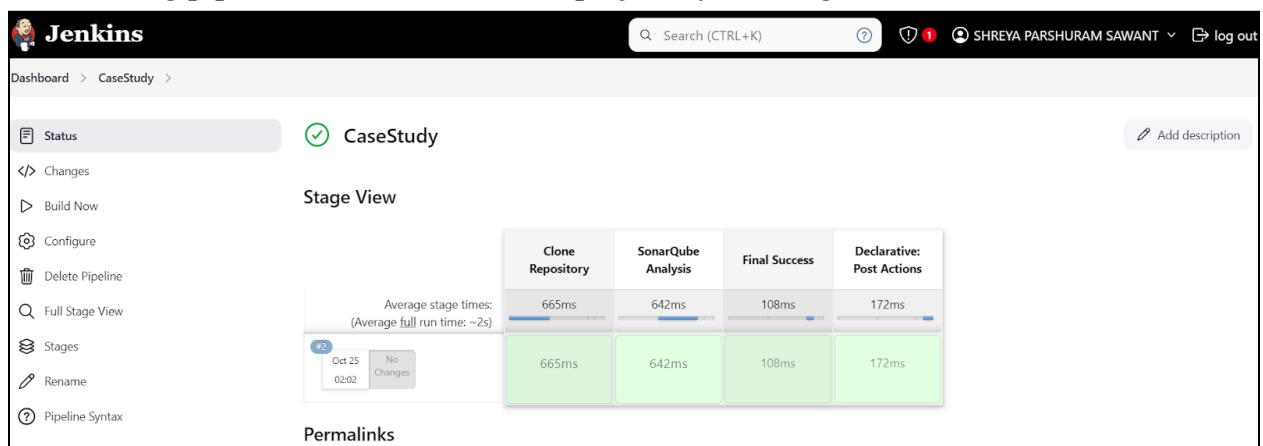 Jenkins
Search (CTRL+K)
?
1
SHREYA PARSHURAM SAWANT
log out
Dashboard > CaseStudy >
Status
Changes
Build Now
Configure
Delete Pipeline
Full Stage View
Stages
Rename
Pipeline Syntax
CaseStudy
Add description
Stage View
Clone Repository
SonarQube Analysis
Final Success
Declarative: Post Actions
Average stage times:
(Average full run time: ~2s)
665ms
642ms
108ms
172ms
#2
Oct 25
02:02
No Changes
665ms
642ms
108ms
172ms
Permalinks